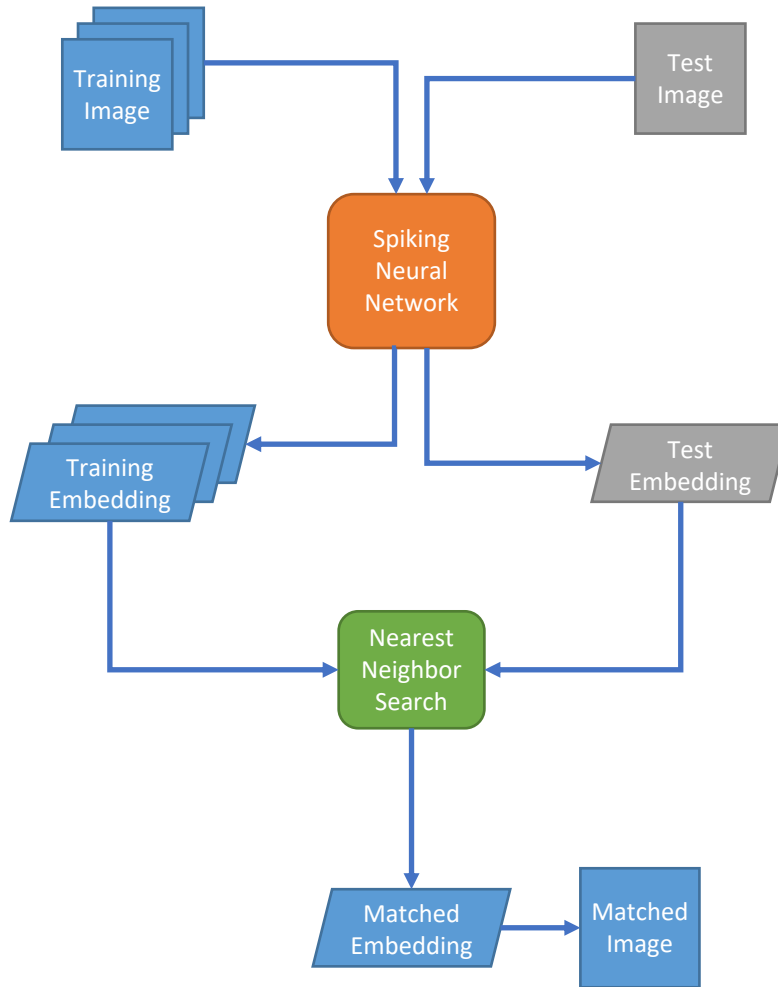 Training
Image
Test
Image
Spiking
Neural
Network
Training
Embedding
Test
Embedding
Nearest
Neighbor
Search
Matched
Embedding
Matched
Image